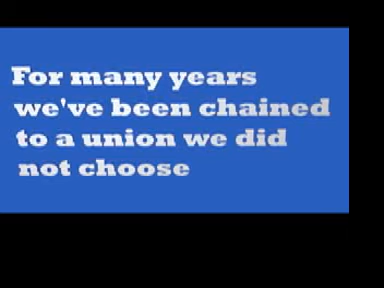 For many years
we've been chained
to a union we did
not choose